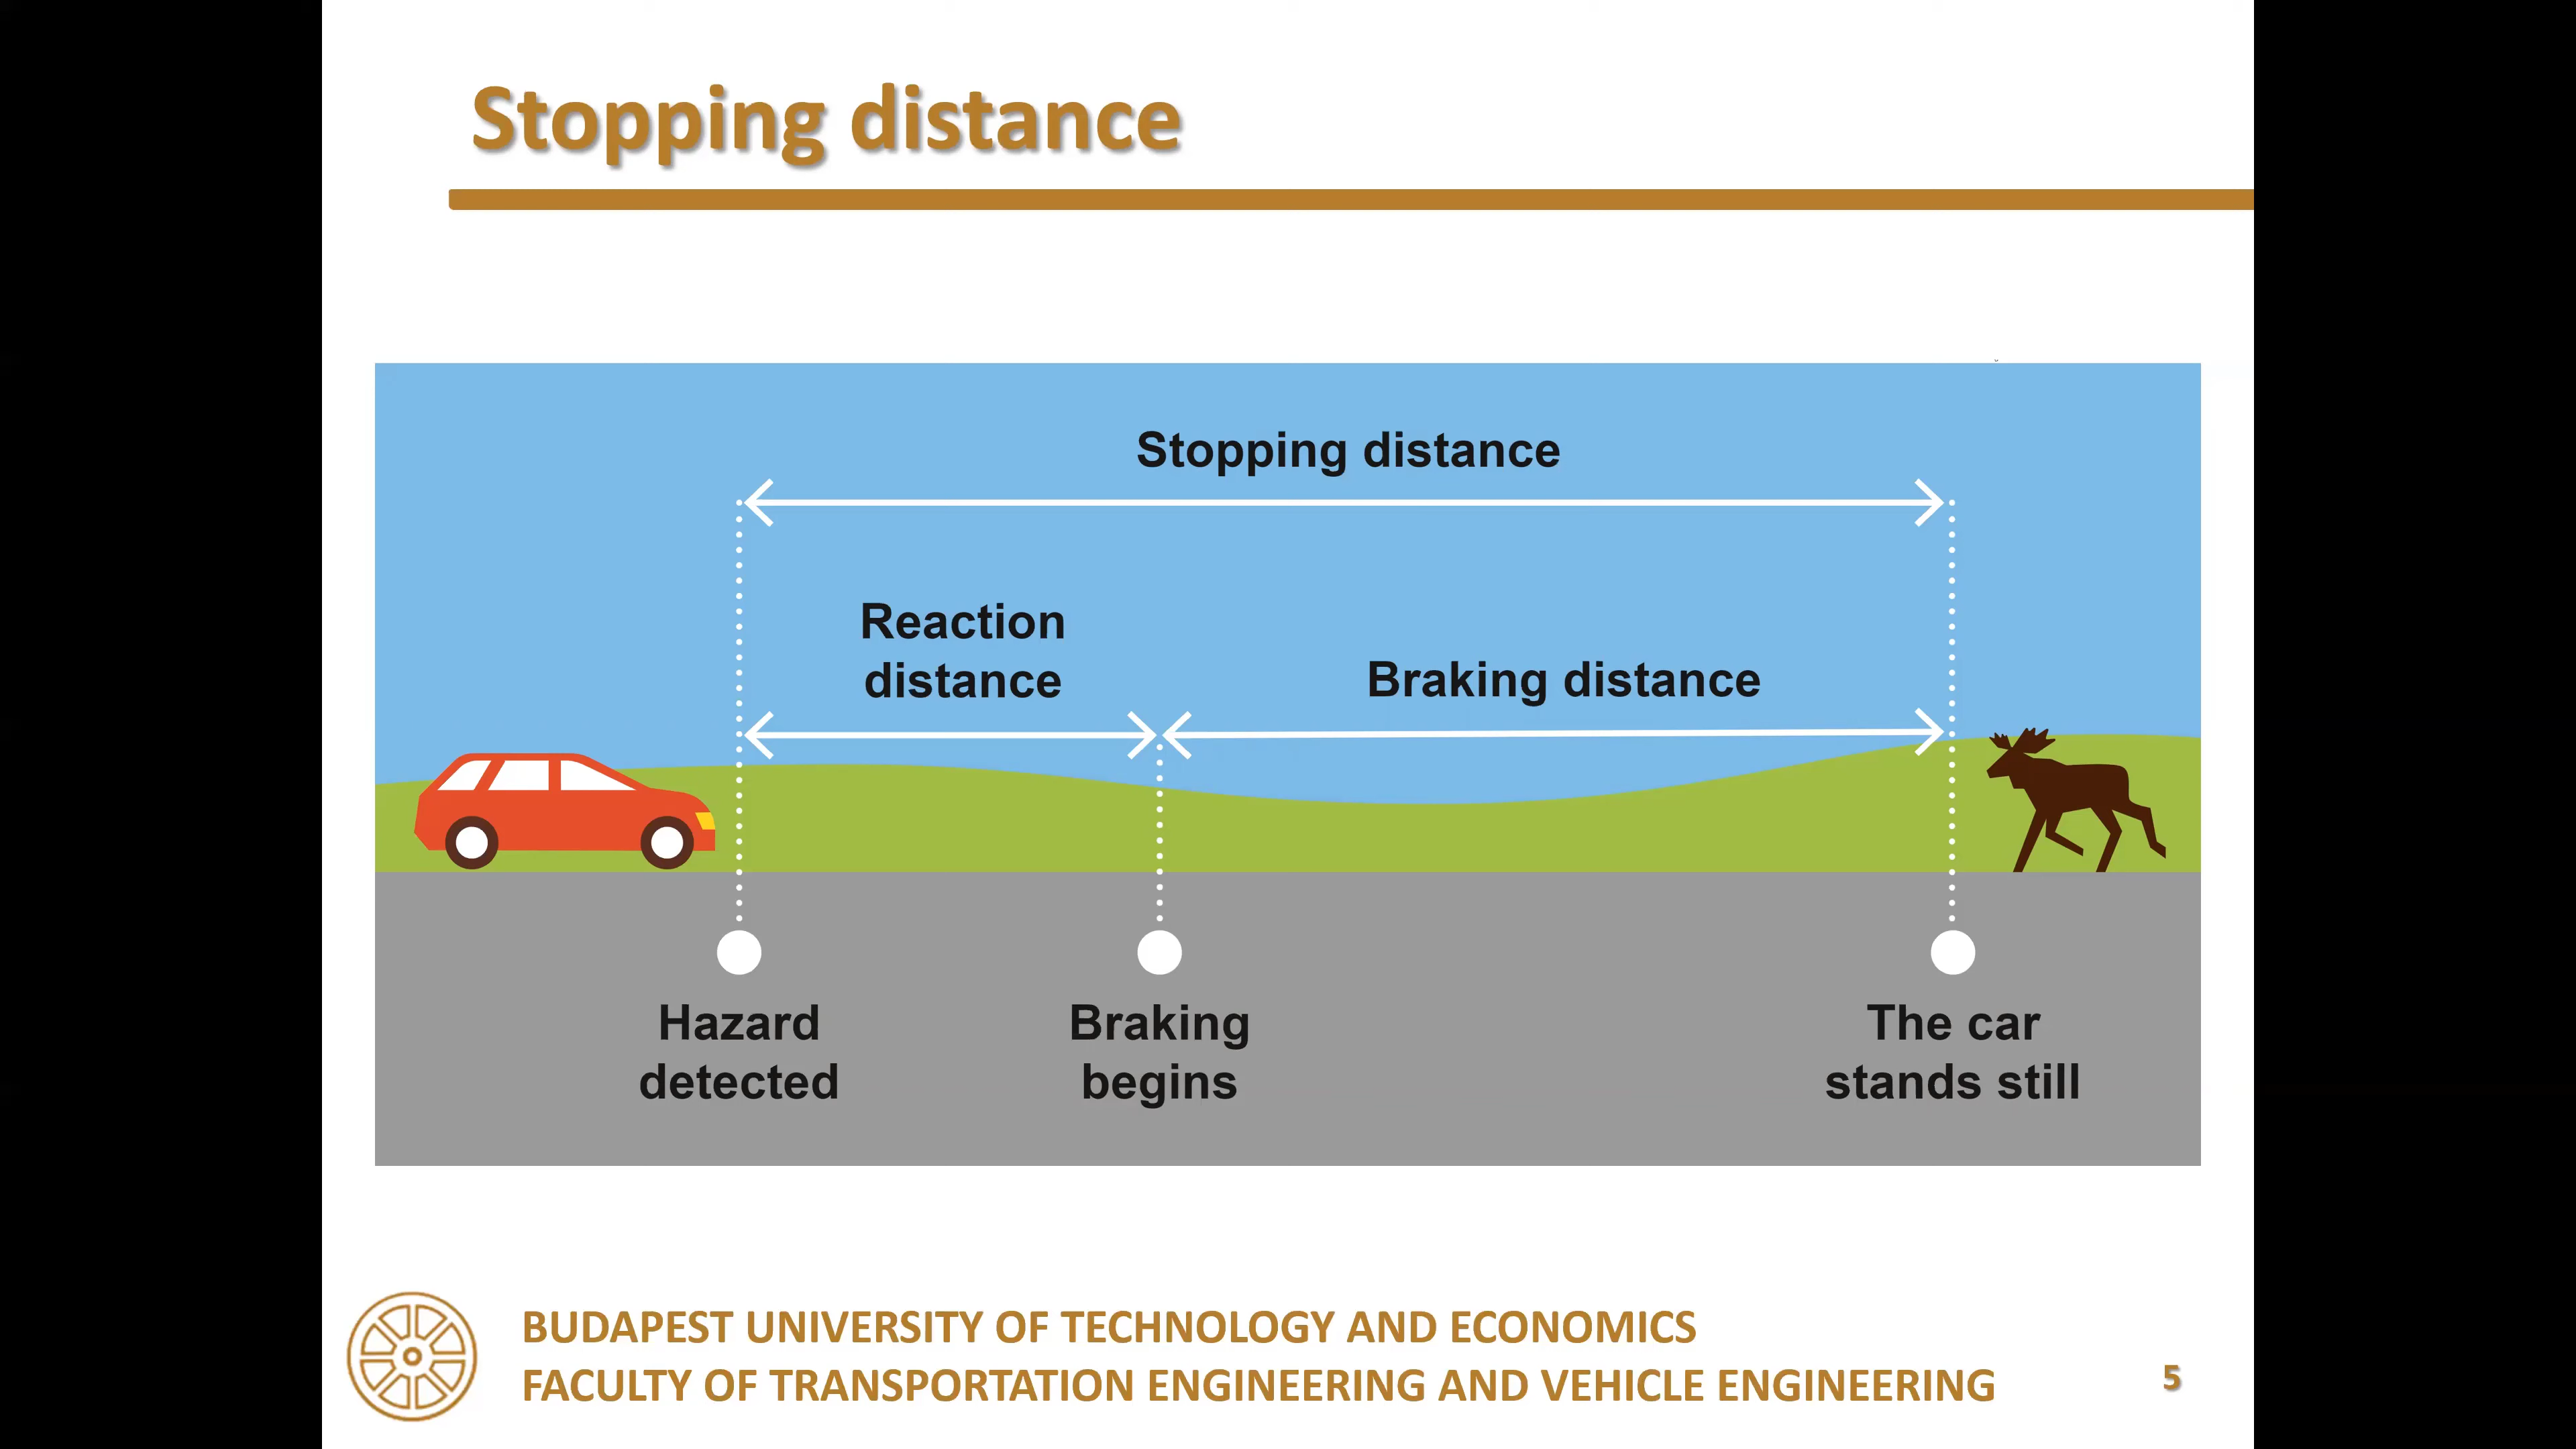 Stopping distance
Stopping distance
Reaction
distance
Braking distance
Hazard
detected
Braking
begins
The car
stands still
BUDAPEST UNIVERSITY OF TECHNOLOGY AND ECONOMICS
FACULTY OF TRANSPORTATION ENGINEERING AND VEHICLE ENGINEERING
5